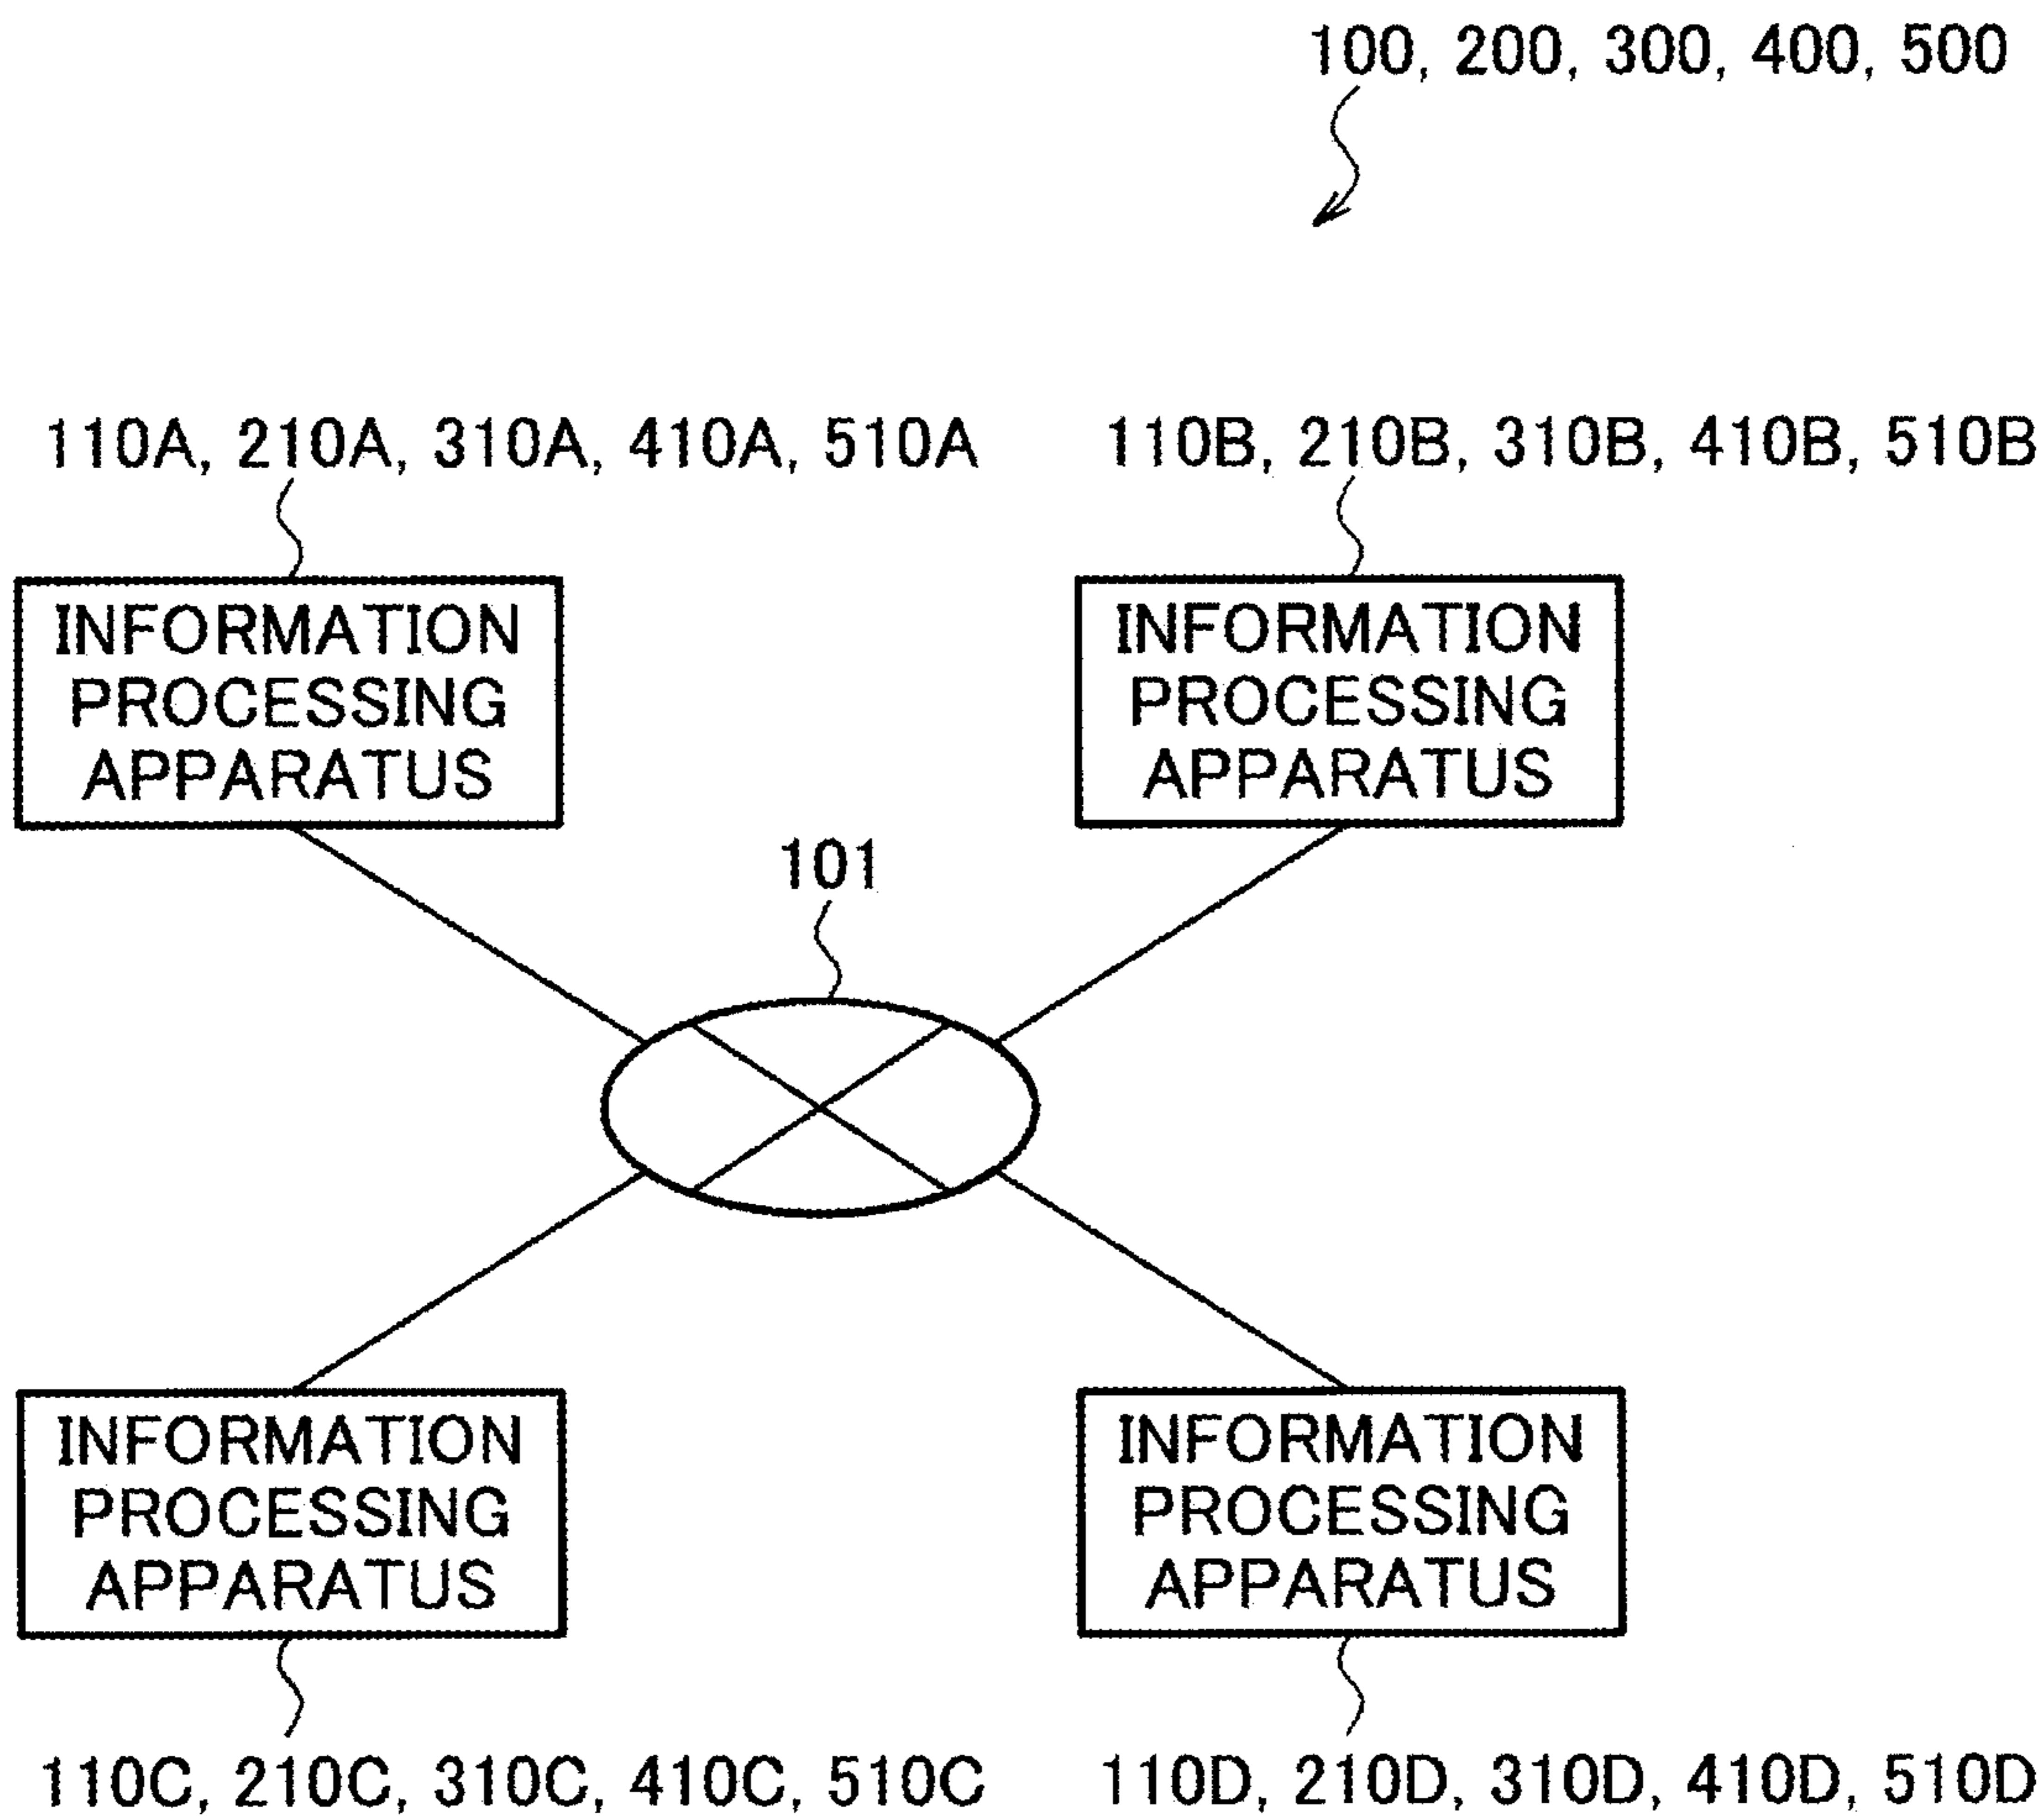 100, 200, 300, 400, 500
110A, 210A, 310A, 410A, 510A
110B, 210B, 310B, 410B, 510B
INFORMATION
PROCESSING
APPARATUS
INFORMATION
PROCESSING
APPARATUS
101
INFORMATION
PROCESSING
APPARATUS
INFORMATION
PROCESSING
APPARATUS
110C, 210C, 310C, 410C, 510C
110D, 210D, 310D, 410D, 510D